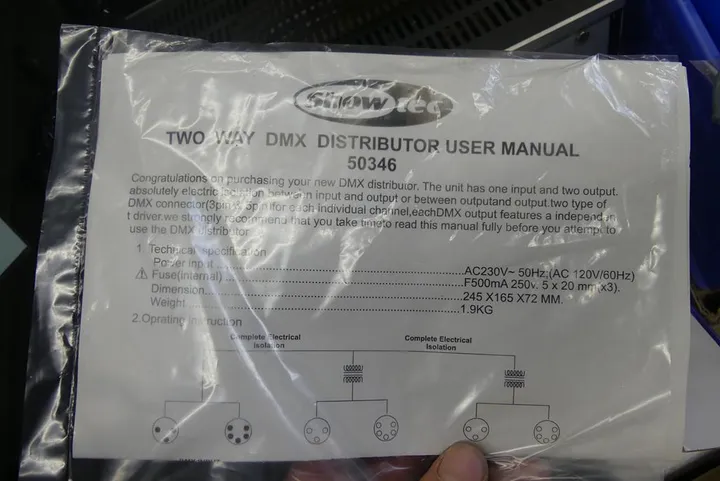 Showtec
TWO WAY DMX DISTRIBUTOR USER MANUAL
50346
Congratulations on purchasing your new DMX distributor. The unit has one input and two output.
absolutely electric isolation between input and output or between outputand output.two type of
DMX connector(3pin & 5pin for each individual channel,eachDMX output features a independen
t driver.we strongly recommend that you take timeto read this manual fully before you attempt to
use the DMX distributor
1. Technical specification
Power input...AC230V~ 50Hz,(AC 120V/60Hz)
⚠ Fuse(internal)...F500mA 250v. 5 x 20 mm(x3).
Dimension...245 X165 X72 MM.
Weight...1.9KG
2.Oprating instruction
Complete Electrical
Isolation
Complete Electrical
Isolation